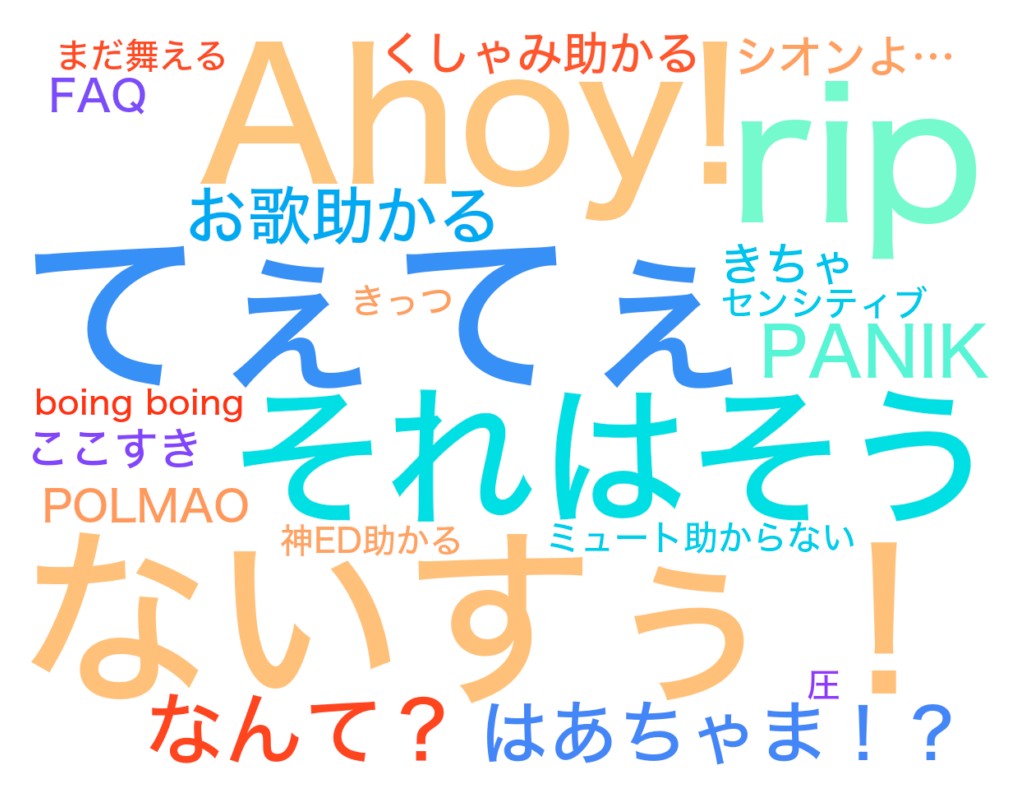 まだ舞える
くしゃみ助かる
シオンよ…
FAQ
Ahoy!
rip
お歌助かる
てぇてぇ
きっつ
きちゃ
センシティブ
PANIK
boing boing
それはそう
ここすき
POLMAO
神ED助かる
ミュート助からない
ないすぅ！
圧
なんて？
はあちゃま！？